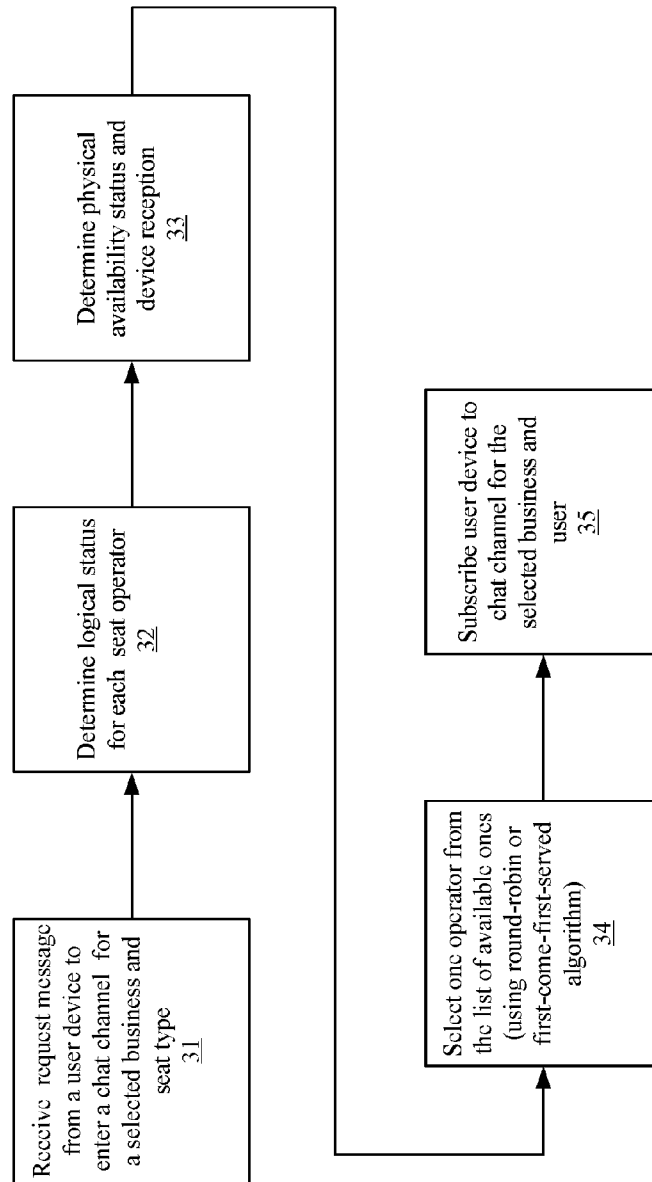 Receive request message
from a user device to
enter a chat channel for
a selected business and
seat type
31
Determine logical status
for each seat operator
32
Determine physical
availability status and
device reception
33
Select one operator from
the list of available ones
(using round-robin or
first-come-first-served
algorithm)
34
Subscribe user device to
chat channel for the
selected business and
user
35